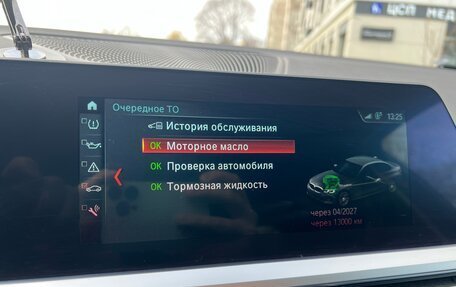 ЦСП МЕД
Очередное ТО
13:25
История обслуживания
OK Моторное масло
OK Проверка автомобиля
OK Тормозная жидкость
через 04/2027
через 13000 км